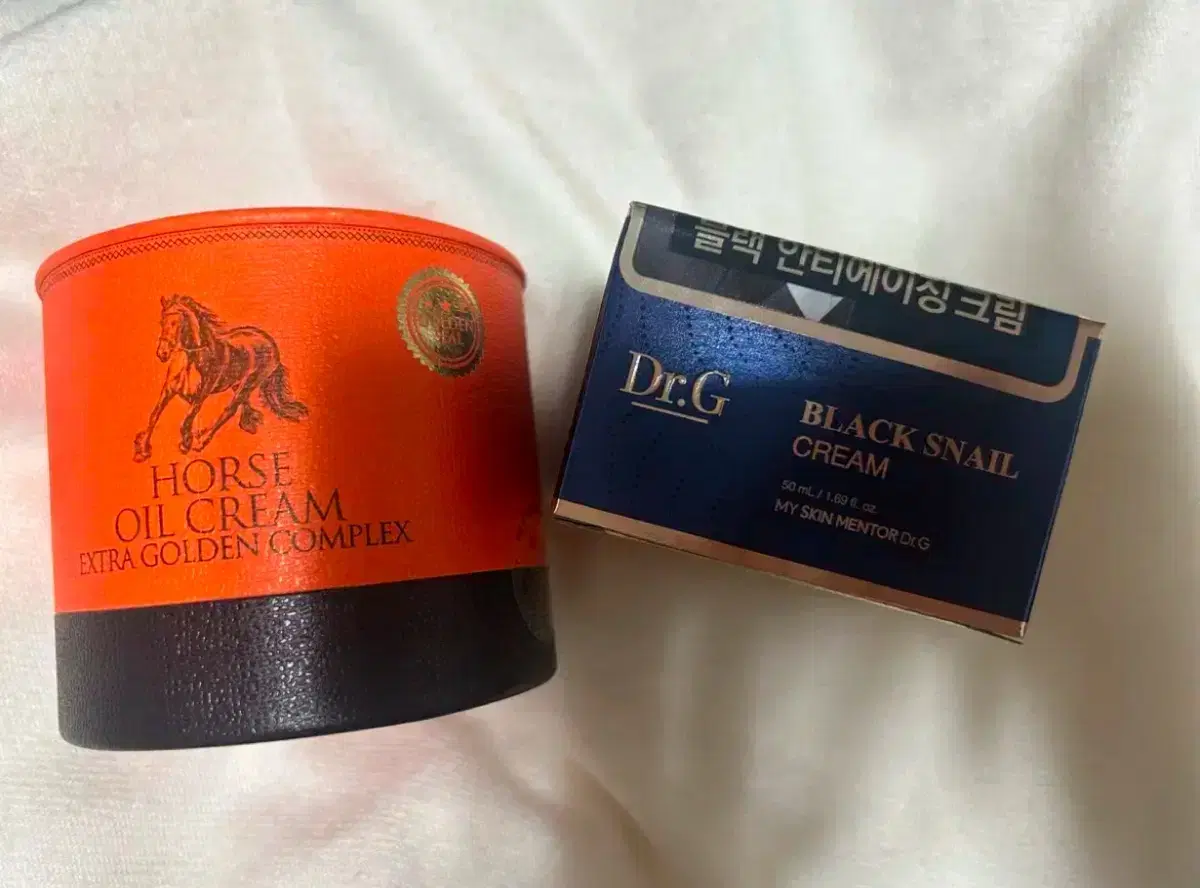 HORSE
OIL CREAM
EXTRA GOLDEN COMPLEX
블랙 안티에이징 크림
Dr.G
BLACK SNAIL
CREAM
50 mL / 1.69 fl. oz.
MY SKIN MENTOR Dr.G